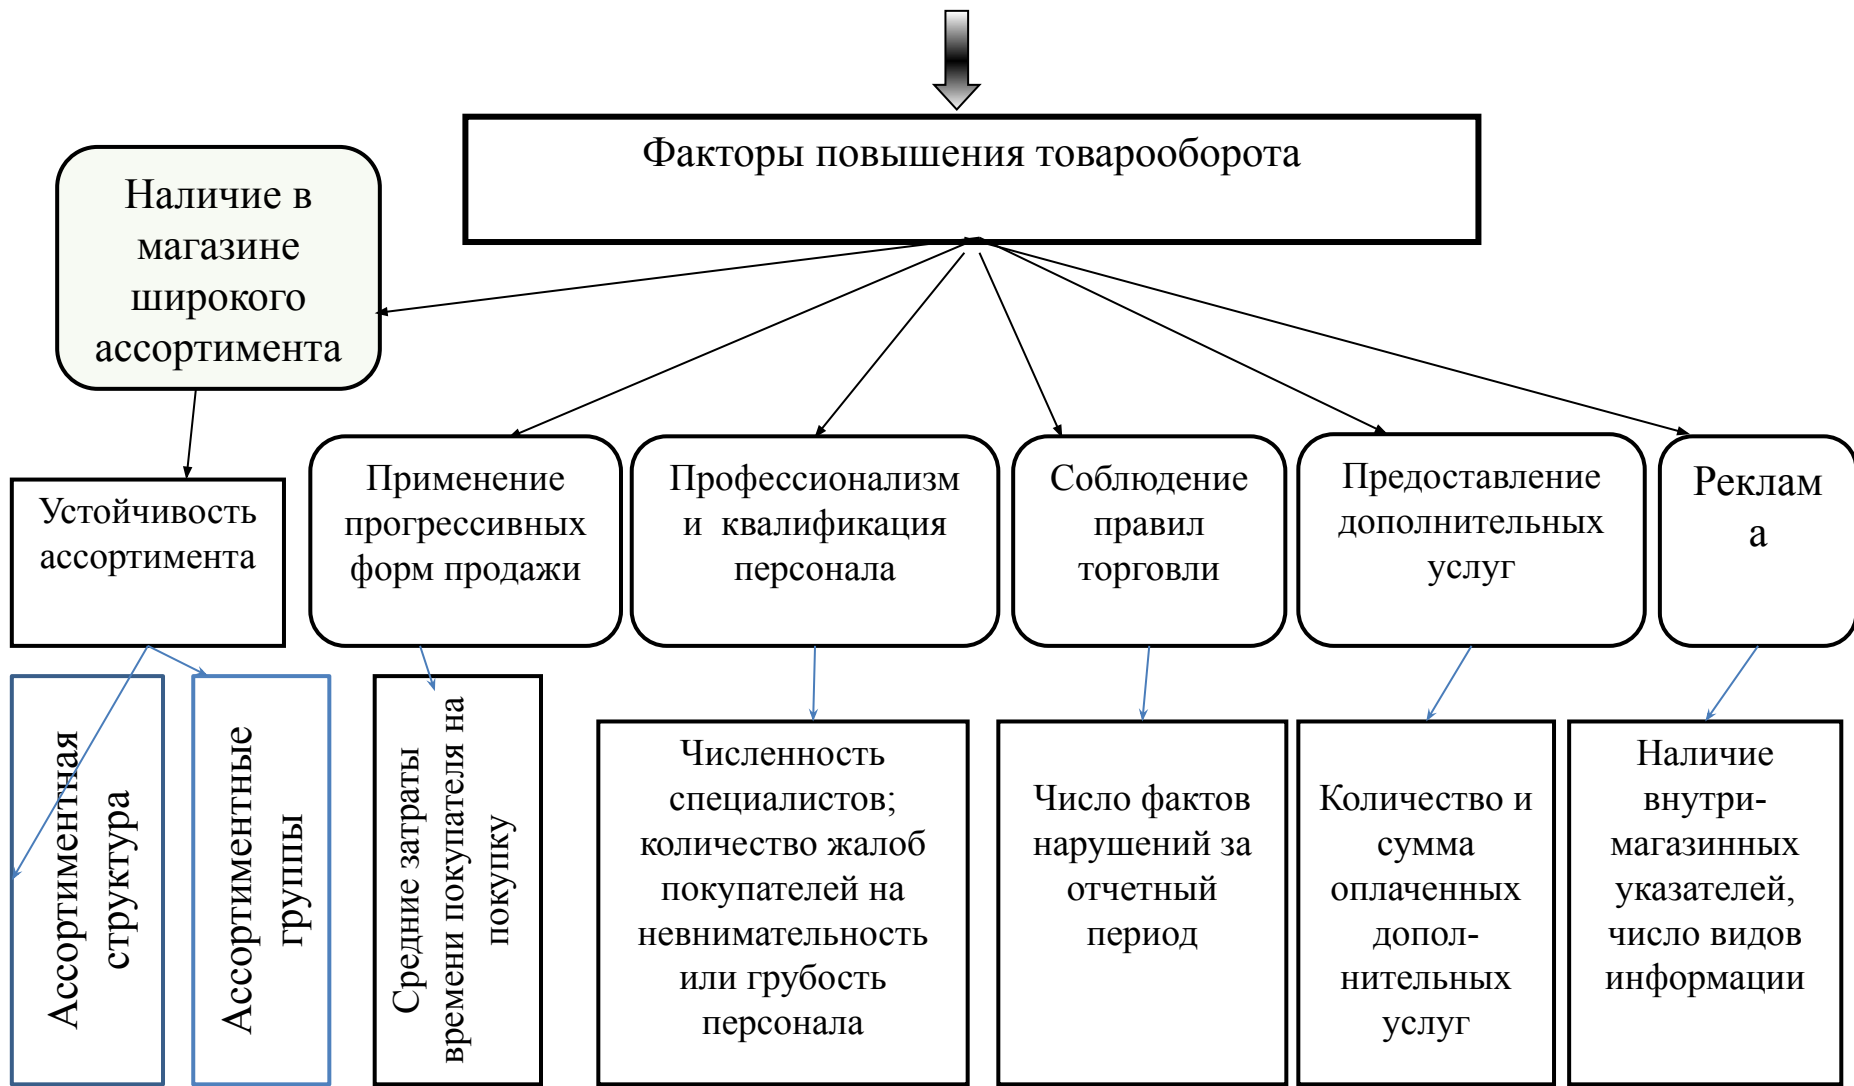 Факторы повышения товарооборота
Наличие в
магазине
широкого
ассортимента
Устойчивость
ассортимента
Применение
прогрессивных
форм продажи
Профессионализм
и квалификация
персонала
Соблюдение
правил
торговли
Предоставление
дополнительных
услуг
Реклам
а
Ассортиментная
структура
Ассортиментные
группы
Средние затраты
времени покупателя на
покупку
Численность
специалистов;
количество жалоб
покупателей на
невнимательность
или грубость
персонала
Число фактов
нарушений за
отчетный
период
Количество и
сумма
оплаченных
допол-
нительных
услуг
Наличие
внутри-
магазинных
указателей,
число видов
информации